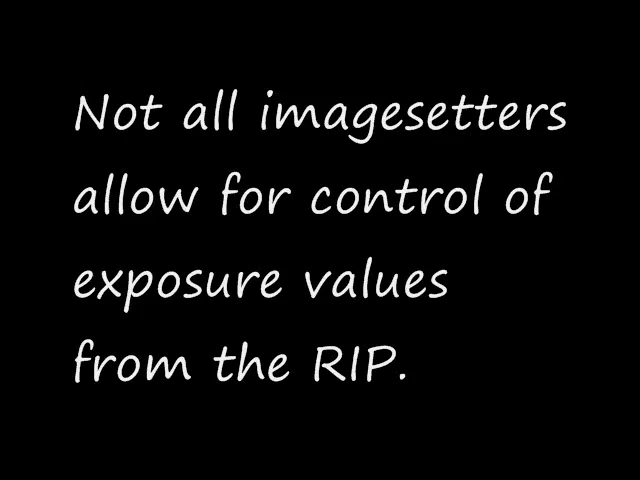 Not all imagesetters
allow for control of
exposure values
from the RIP.